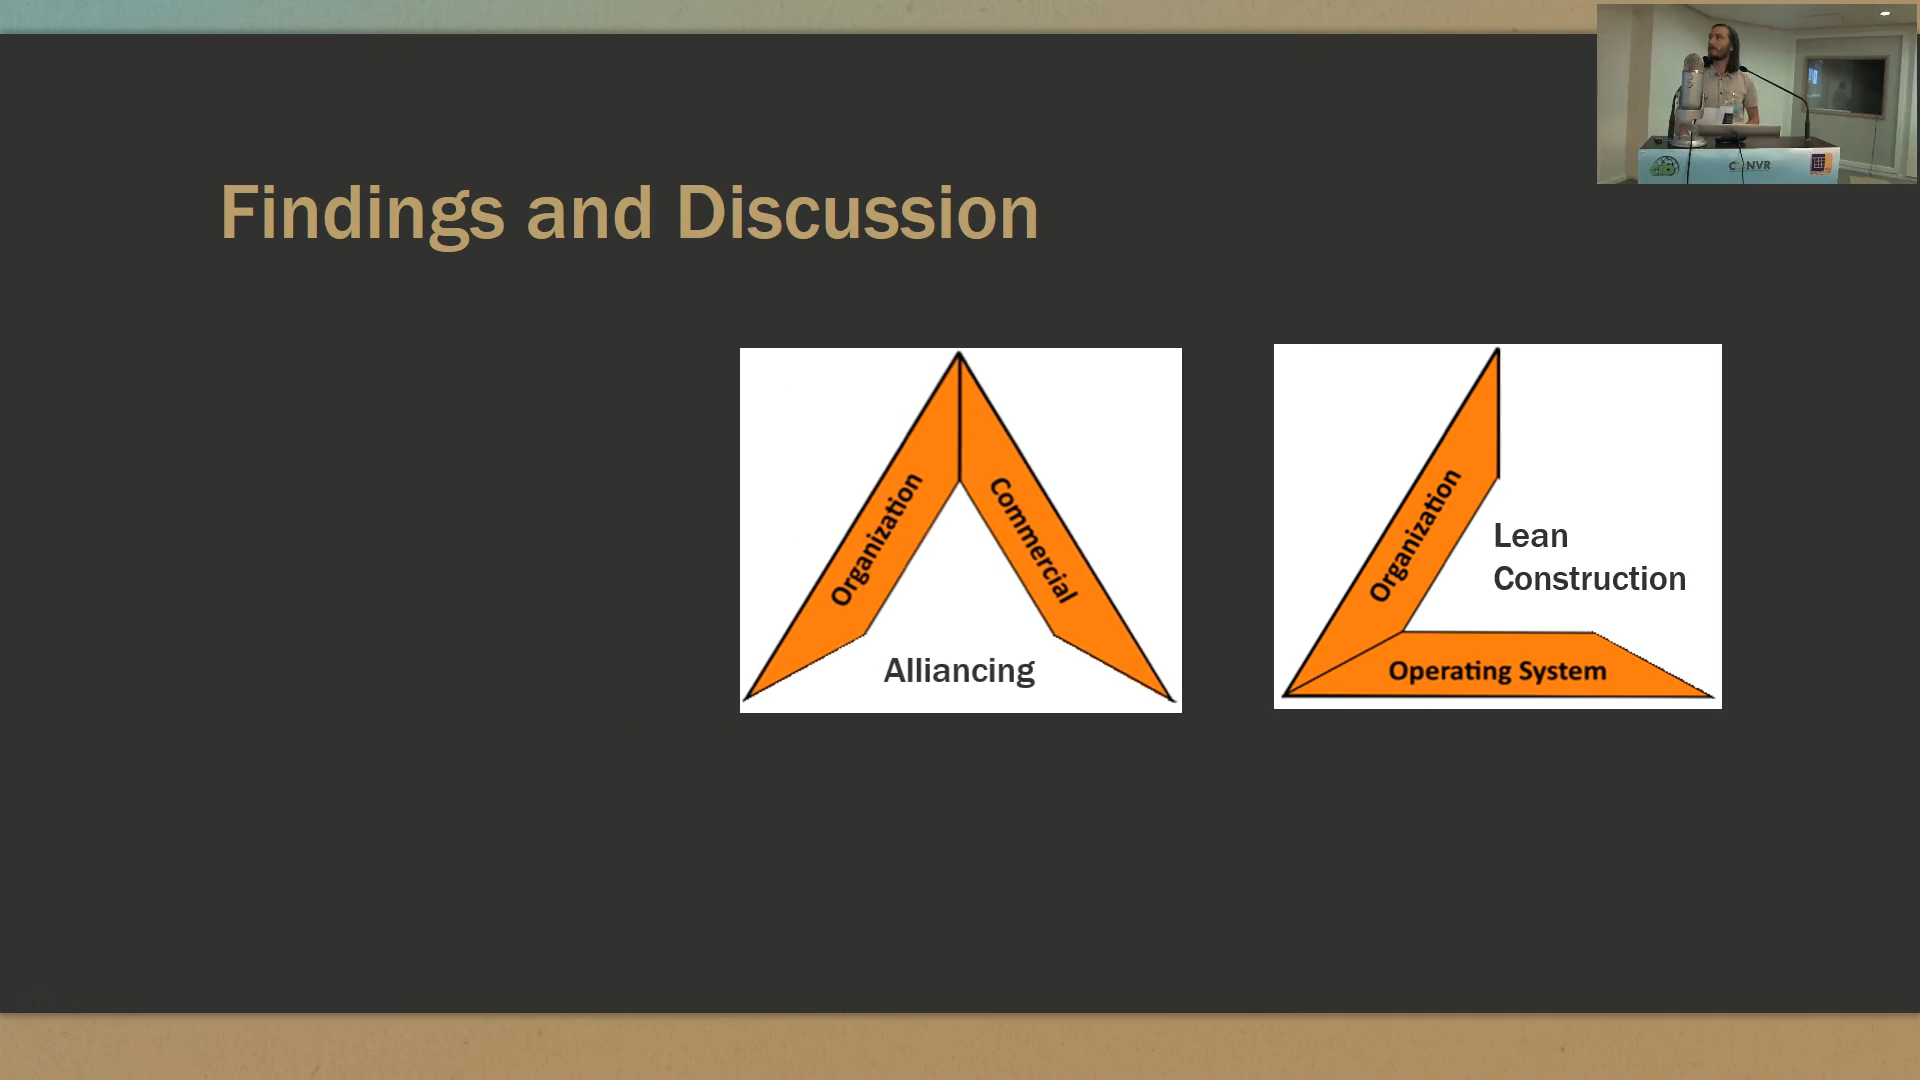 Findings and Discussion
Organization
Commercial
Alliancing
Organization
Lean
Construction
Operating System